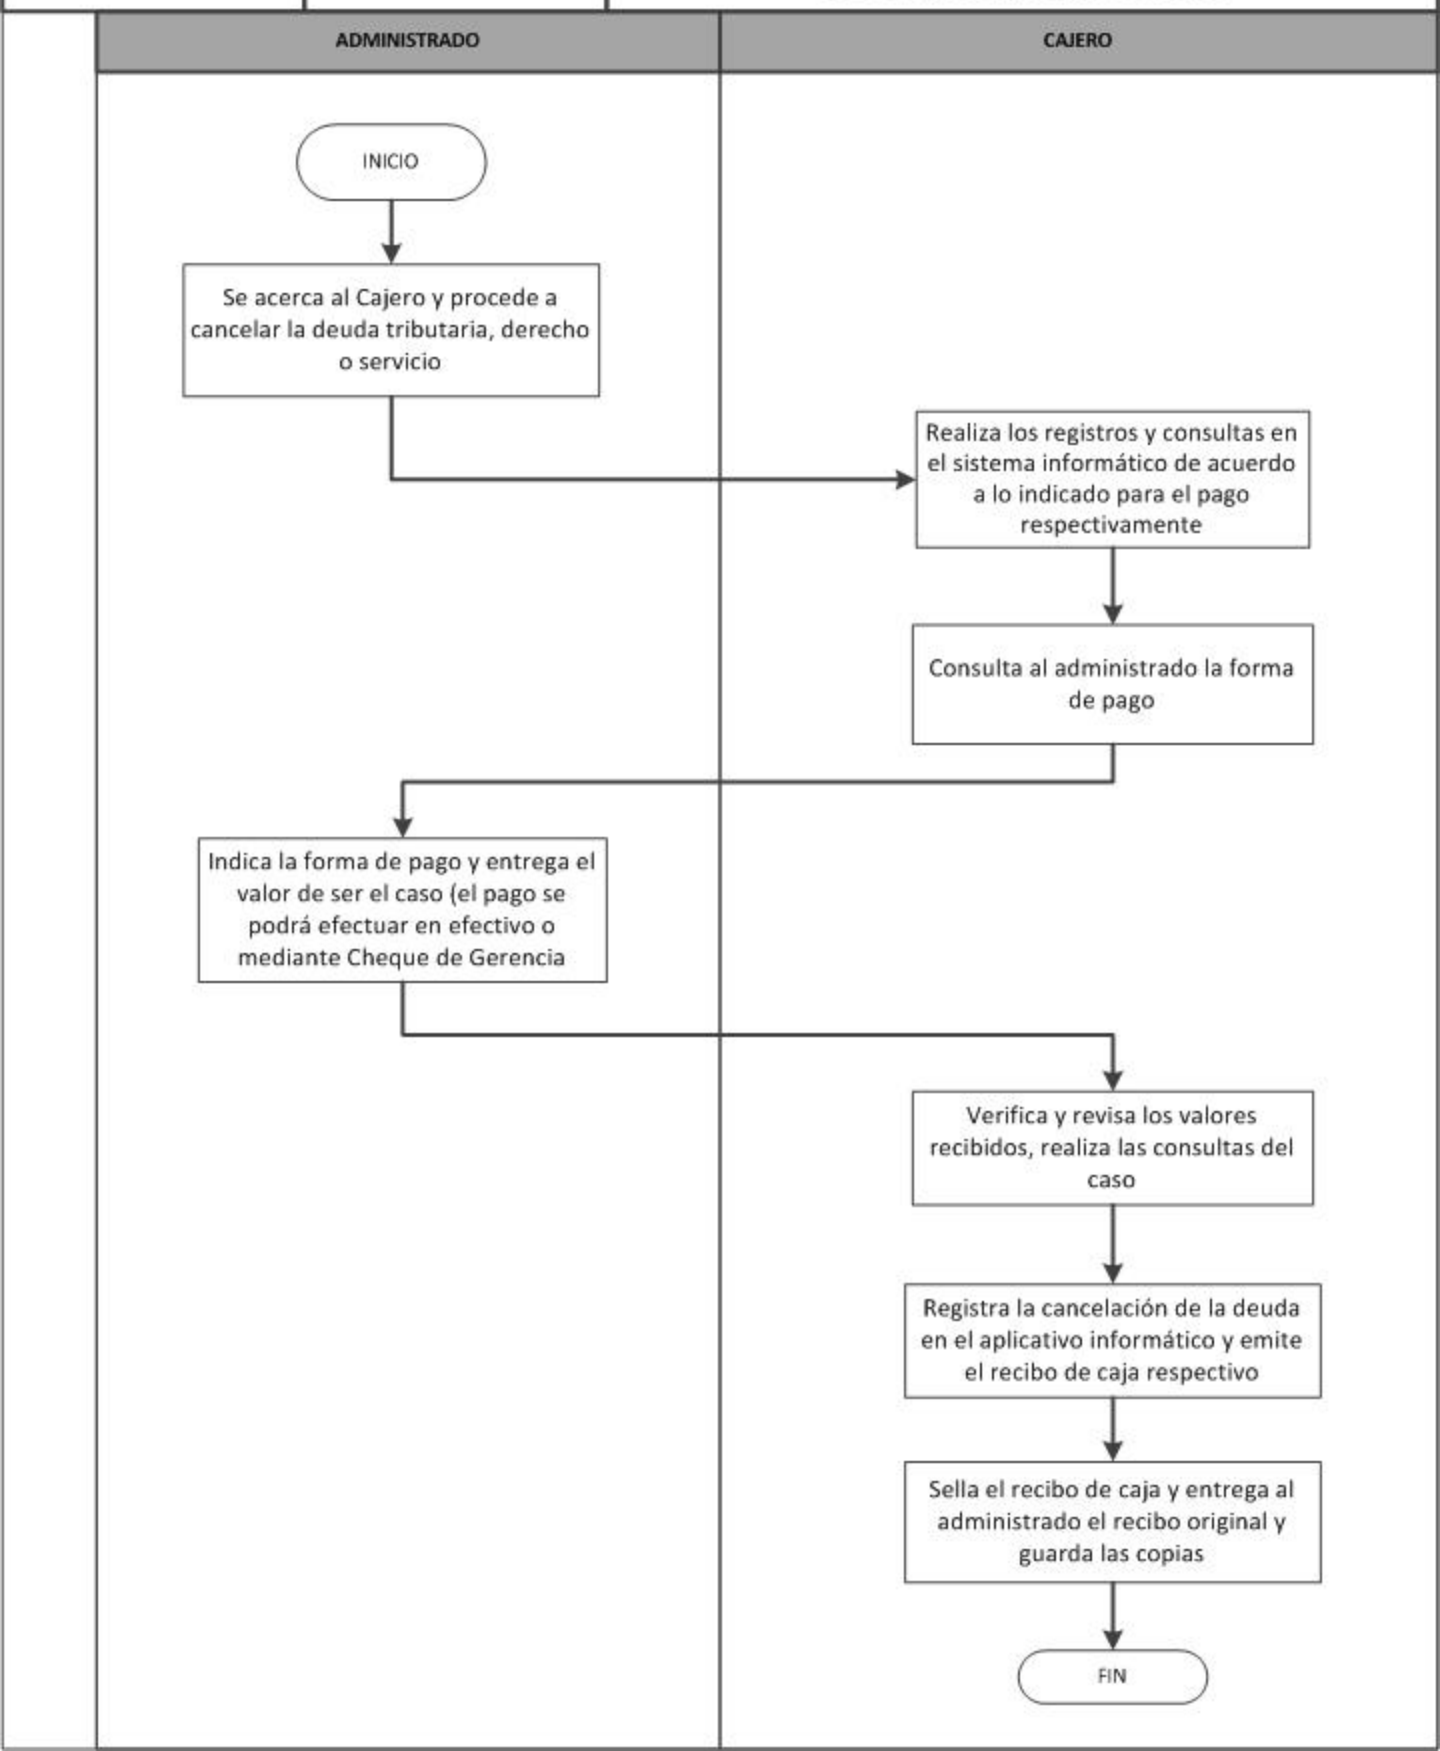 ADMINISTRADO
CAJERO
INICIO
Se acerca al Cajero y procede a
cancelar la deuda tributaria, derecho
o servicio
Realiza los registros y consultas en
el sistema informático de acuerdo
a lo indicado para el pago
respectivamente
Consulta al administrado la forma
de pago
Indica la forma de pago y entrega el
valor de ser el caso (el pago se
podrá efectuar en efectivo o
mediante Cheque de Gerencia
Verifica y revisa los valores
recibidos, realiza las consultas del
caso
Registra la cancelación de la deuda
en el aplicativo informático y emite
el recibo de caja respectivo
Sella el recibo de caja y entrega al
administrado el recibo original y
guarda las copias
FIN